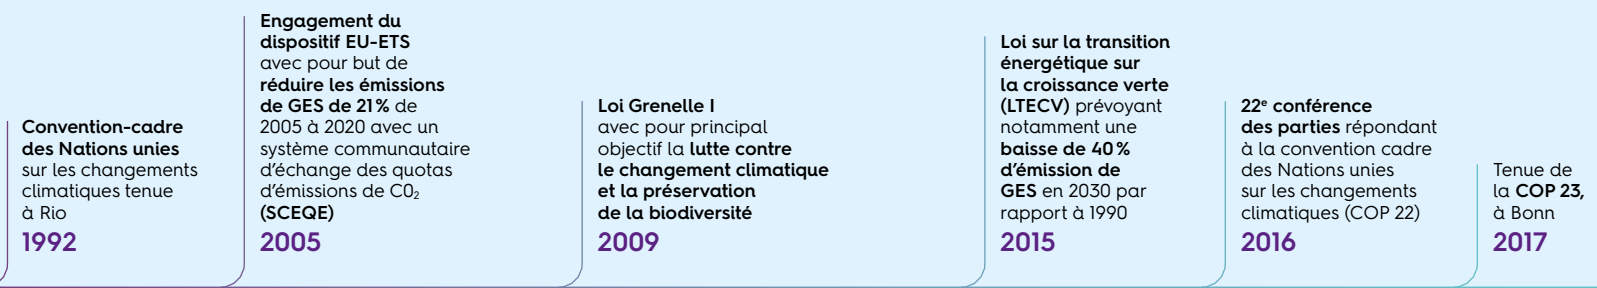 Convention-cadre
des Nations unies
sur les changements
climatiques tenue
à Rio
1992
Engagement du
dispositif EU-ETS
avec pour but de
réduire les émissions
de GES de 21 % de
2005 à 2020 avec un
système communautaire
d’échange des quotas
d’émissions de C0₂
(SCEQE)
2005
Loi Grenelle I
avec pour principal
objectif la lutte contre
le changement climatique
et la préservation
de la biodiversité
2009
Loi sur la transition
énergétique sur
la croissance verte
(LTECV) prévoyant
notamment une
baisse de 40 %
d’émission de
GES en 2030 par
rapport à 1990
2015
22e conférence
des parties répondant
à la convention cadre
des Nations unies
sur les changements
climatiques (COP 22)
2016
Tenue de
la COP 23,
à Bonn
2017